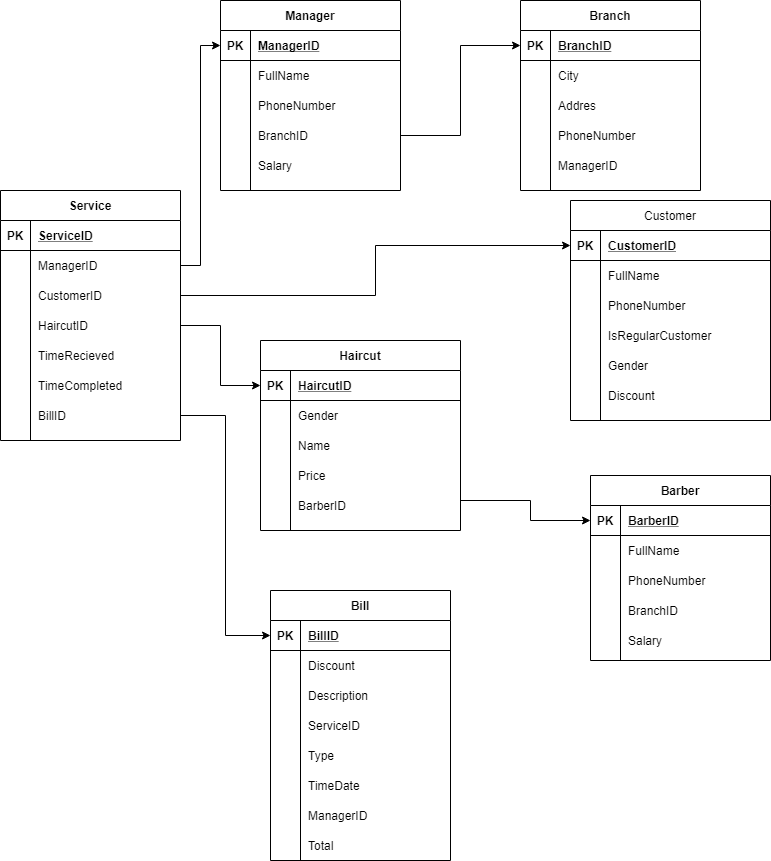 Manager
PK ManagerID
FullName
PhoneNumber
BranchID
Salary
Branch
PK BranchID
City
Addres
PhoneNumber
ManagerID
Service
PK ServiceID
ManagerID
CustomerID
HaircutID
TimeRecieved
TimeCompleted
BillID
Customer
PK CustomerID
FullName
PhoneNumber
IsRegularCustomer
Gender
Discount
Haircut
PK HaircutID
Gender
Name
Price
BarberID
Barber
PK BarberID
FullName
PhoneNumber
BranchID
Salary
Bill
PK BillID
Discount
Description
ServiceID
Type
TimeDate
ManagerID
Total